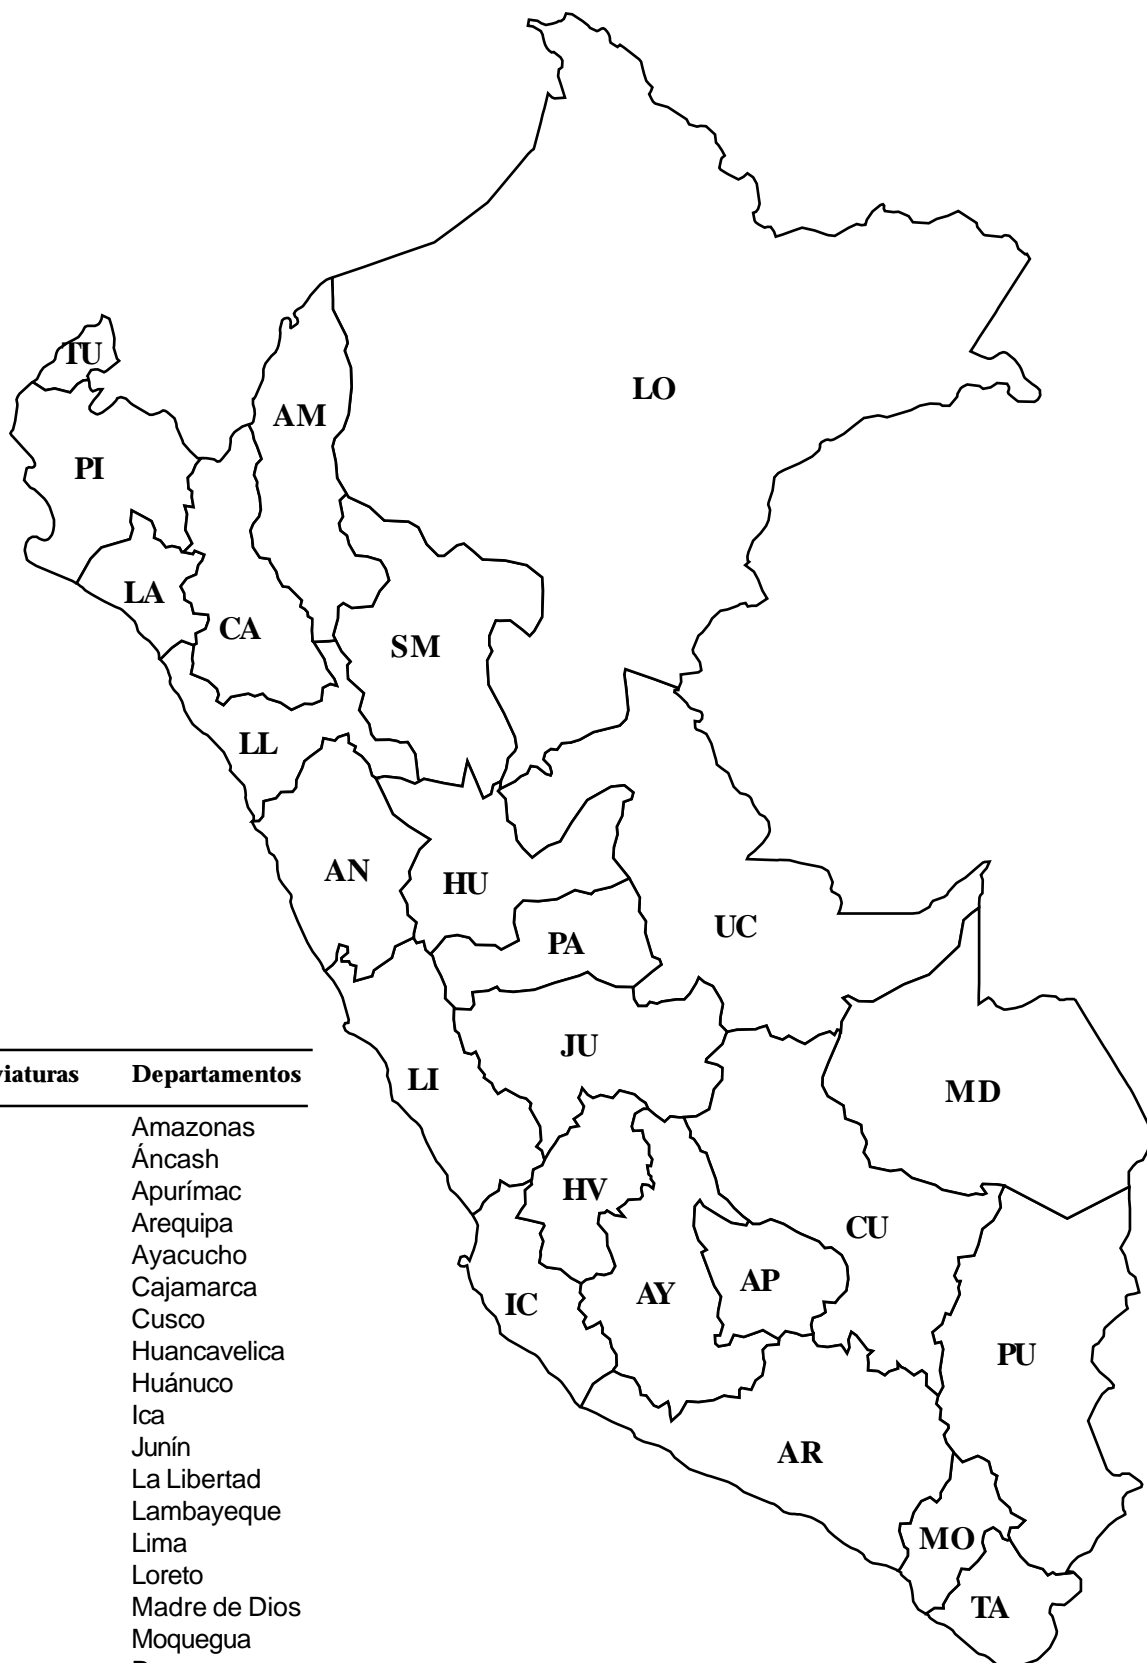 TU
LO
AM
PI
LA
CA
SM
LL
AN
HU
UC
PA
JU
LI
MD
HV
CU
AP
AY
IC
PU
AR
MO
TA
viaturas Departamentos
Amazonas
Áncash
Apurímac
Arequipa
Ayacucho
Cajamarca
Cusco
Huancavelica
Huánuco
Ica
Junín
La Libertad
Lambayeque
Lima
Loreto
Madre de Dios
Moquegua